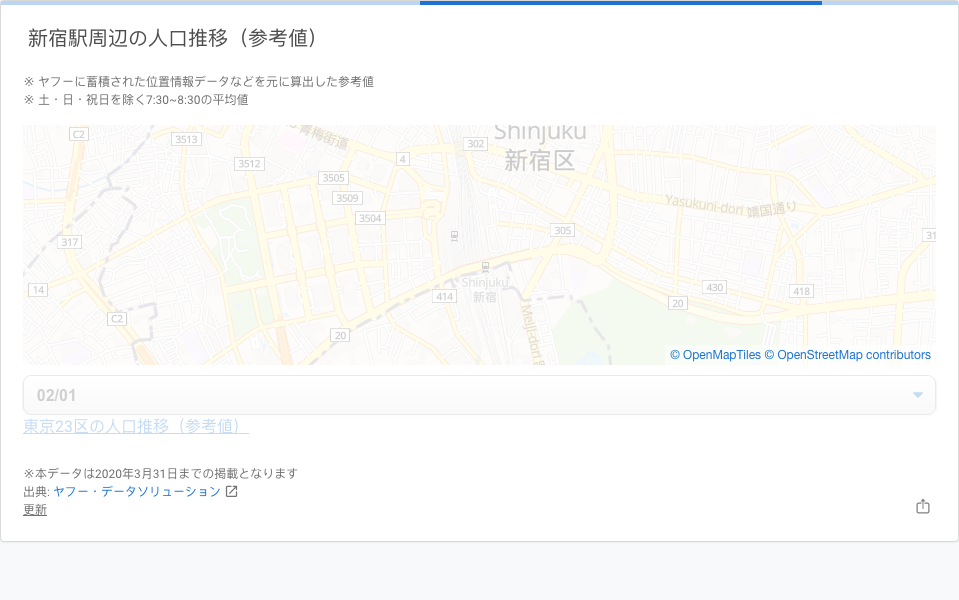 新宿駅周辺の人口推移（参考値）
※ ヤフーに蓄積された位置情報データなどを元に算出した参考値
※ 土・日・祝日を除く7:30~8:30の平均値
C2
3513
青梅街道
302
Shinjuku
新宿区
4
3512
3505
3509
3504
Yasukuni-dori 靖国通り
305
317
31
14
Shinjuku
新宿
414
430
418
20
C2
20
Meiji-dori
© OpenMapTiles © OpenStreetMap contributors
02/01
東京23区の人口推移（参考値）
※本データは2020年3月31日までの掲載となります
出典: ヤフー・データソリューション
更新